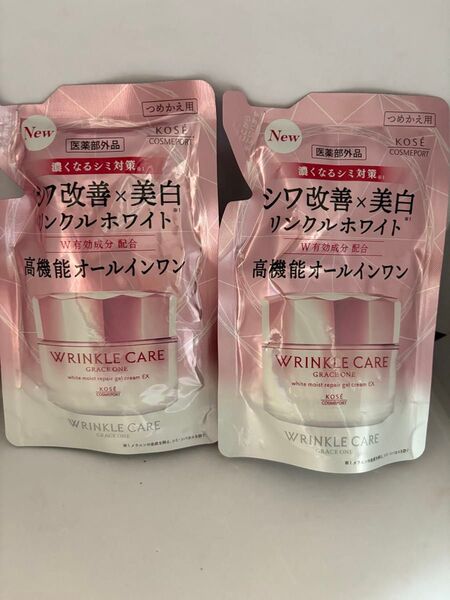 New
つめかえ用
医薬部外品
KOSÉ
COSMEPORT
濃くなるシミ対策※1
シワ改善×美白
リンクルホワイト※1
W有効成分 配合
高機能オールインワン
WRINKLE CARE
GRACE ONE
white moist repair gel cream EX
KOSÉ
COSMEPORT
WRINKLE CARE
GRACE ONE
New
つめかえ用
医薬部外品
KOSÉ
COSMEPORT
濃くなるシミ対策※1
シワ改善×美白
リンクルホワイト※1
W有効成分 配合
高機能オールインワン
WRINKLE CARE
GRACE ONE
white moist repair gel cream EX
KOSÉ
COSMEPORT
WRINKLE CARE
GRACE ONE